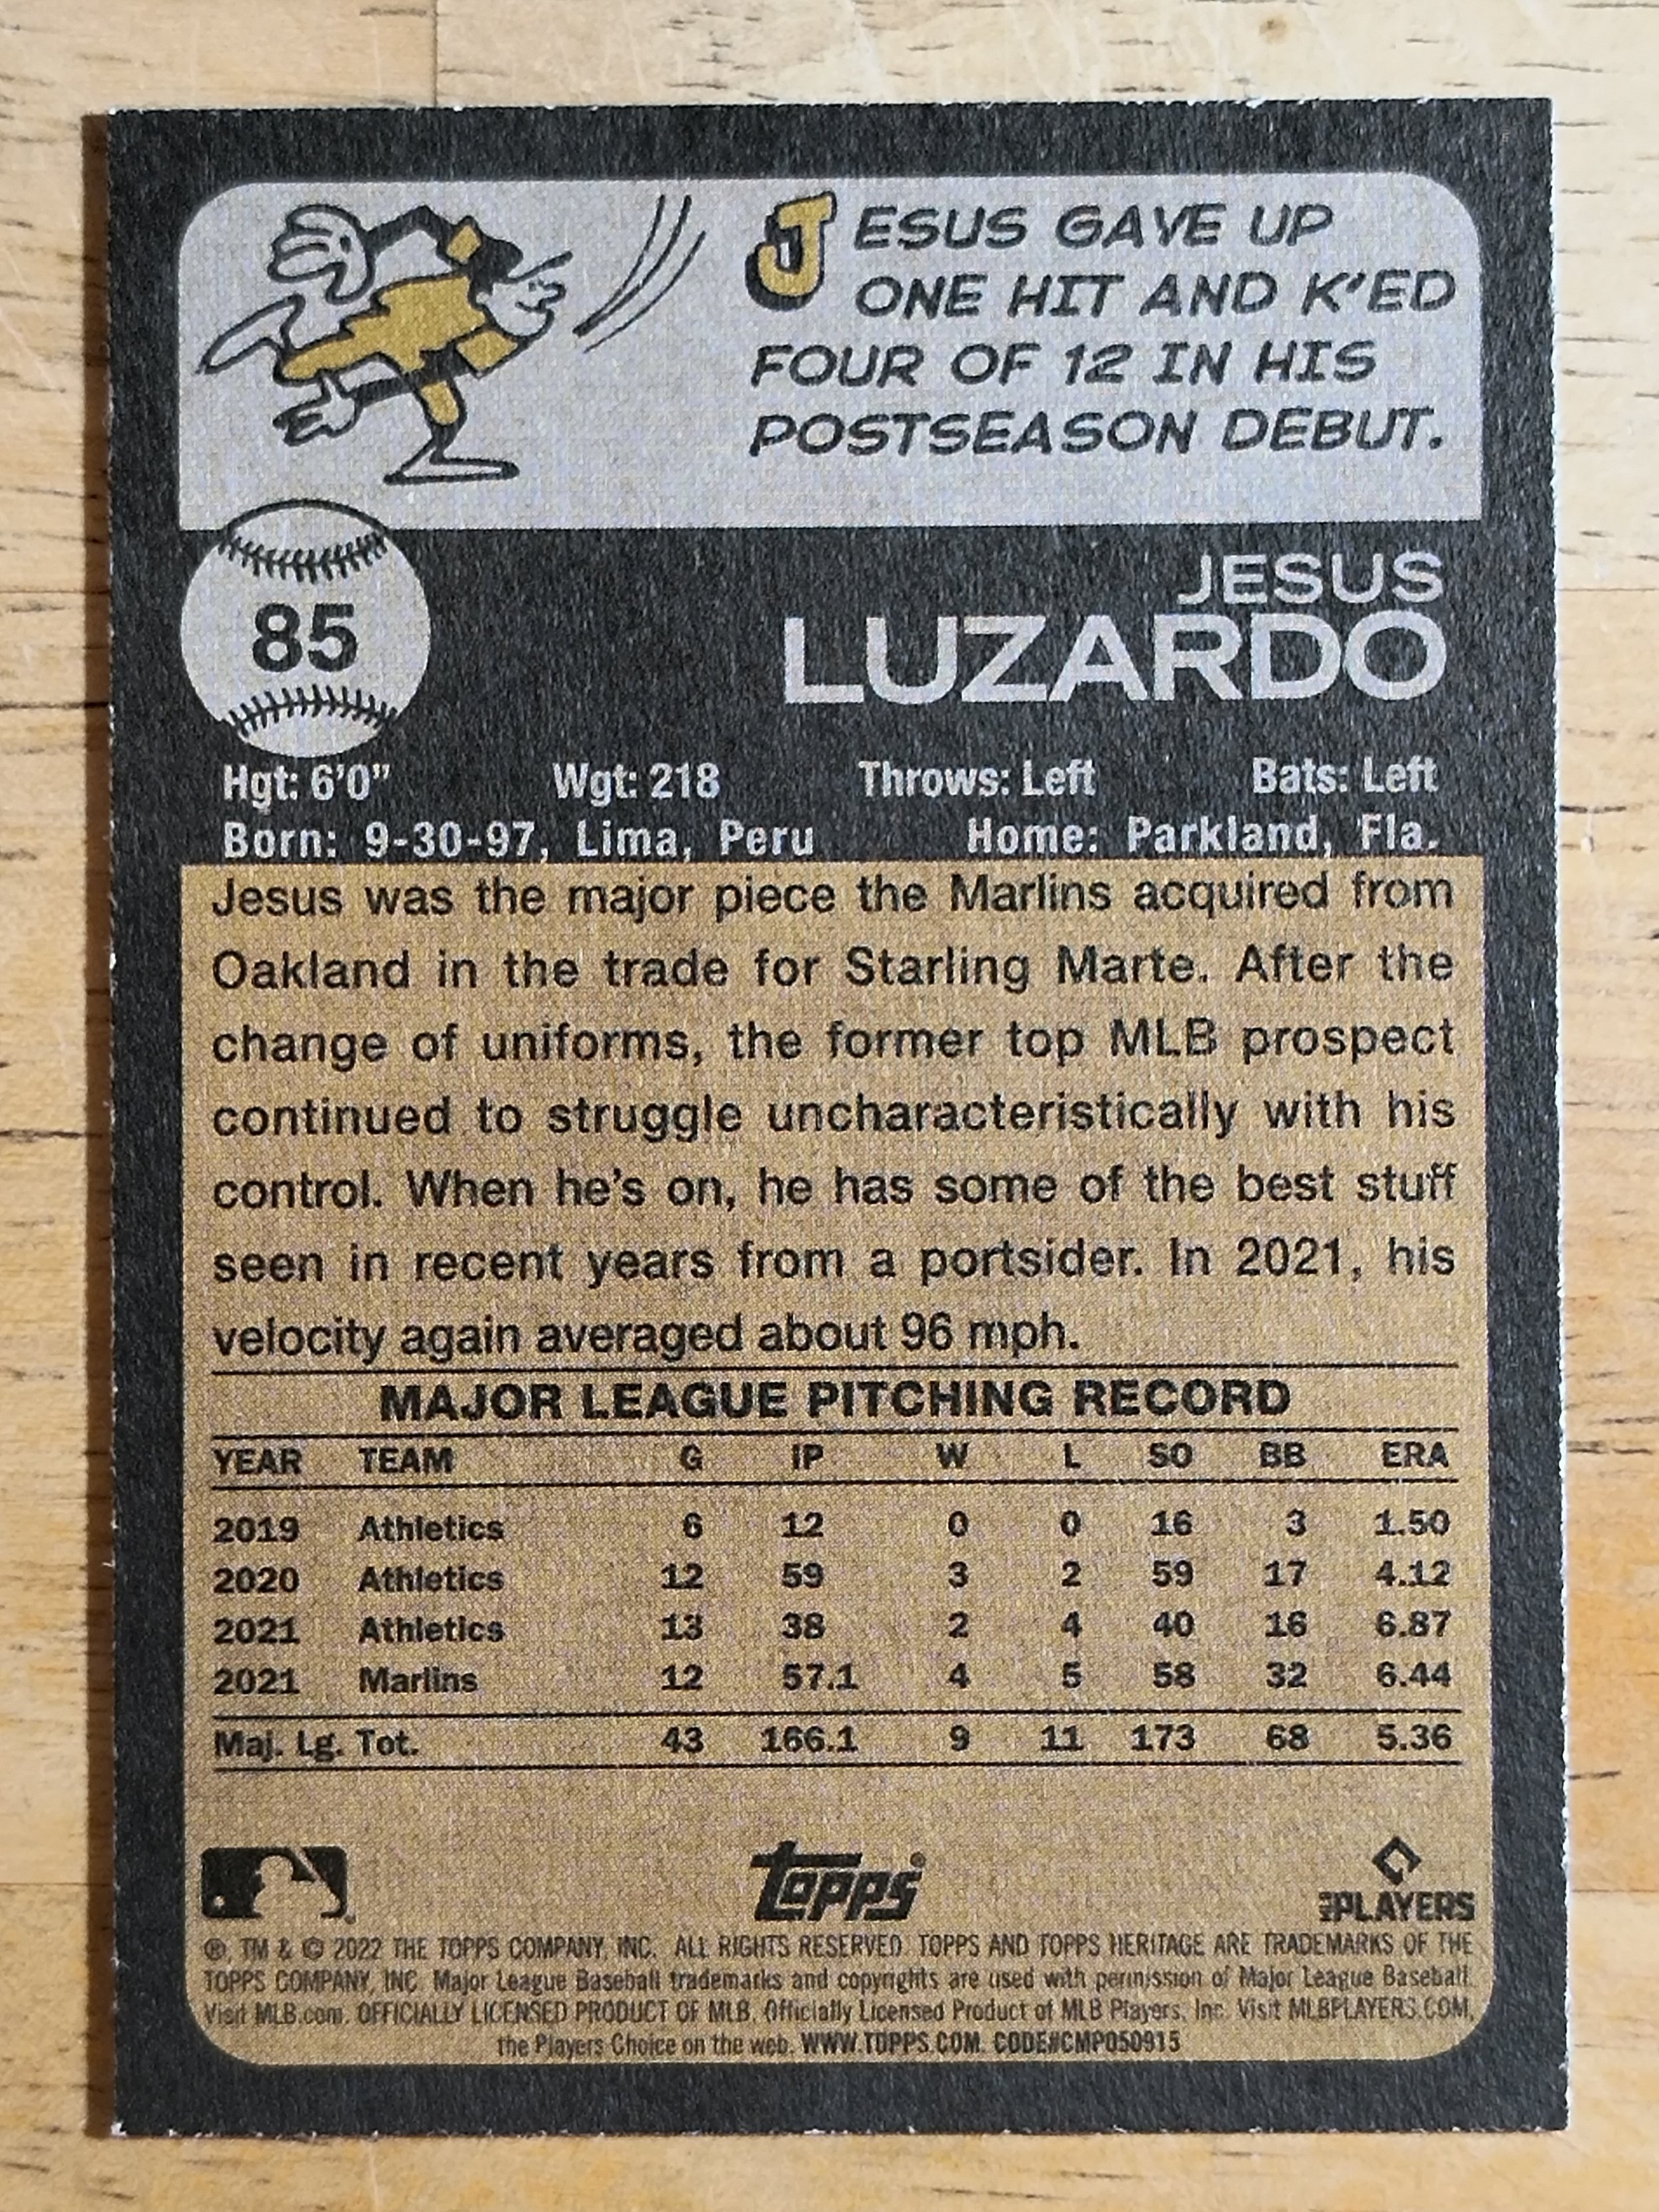 JESUS GAVE UP
ONE HIT AND K'ED
FOUR OF 12 IN HIS
POSTSEASON DEBUT.
85
JESUS
LUZARDO
Hgt: 6'0" Wgt: 218 Throws: Left Bats: Left
Born: 9-30-97, Lima, Peru Home: Parkland, Fla.
Jesus was the major piece the Marlins acquired from
Oakland in the trade for Starling Marte. After the
change of uniforms, the former top MLB prospect
continued to struggle uncharacteristically with his
control. When he's on, he has some of the best stuff
seen in recent years from a portsider. In 2021, his
velocity again averaged about 96 mph.
MAJOR LEAGUE PITCHING RECORD
YEAR TEAM G IP W L SO BB ERA
2019 Athletics 6 12 0 0 16 3 1.50
2020 Athletics 12 59 3 2 59 17 4.12
2021 Athletics 13 38 2 4 40 16 6.87
2021 Marlins 12 57.1 4 5 58 32 6.44
Maj. Lg. Tot. 43 166.1 9 11 173 68 5.36
topps®
PLAYERS
®, TM & © 2022 THE TOPPS COMPANY, INC. ALL RIGHTS RESERVED. TOPPS AND TOPPS HERITAGE ARE TRADEMARKS OF THE
TOPPS COMPANY, INC. Major League Baseball trademarks and copyrights are used with permission of Major League Baseball.
Visit MLB.com. OFFICIALLY LICENSED PRODUCT OF MLB. Officially Licensed Product of MLB Players, Inc. Visit MLBPLAYERS.COM,
the Players Choice on the web. WWW.TOPPS.COM. CODE#CMP050915